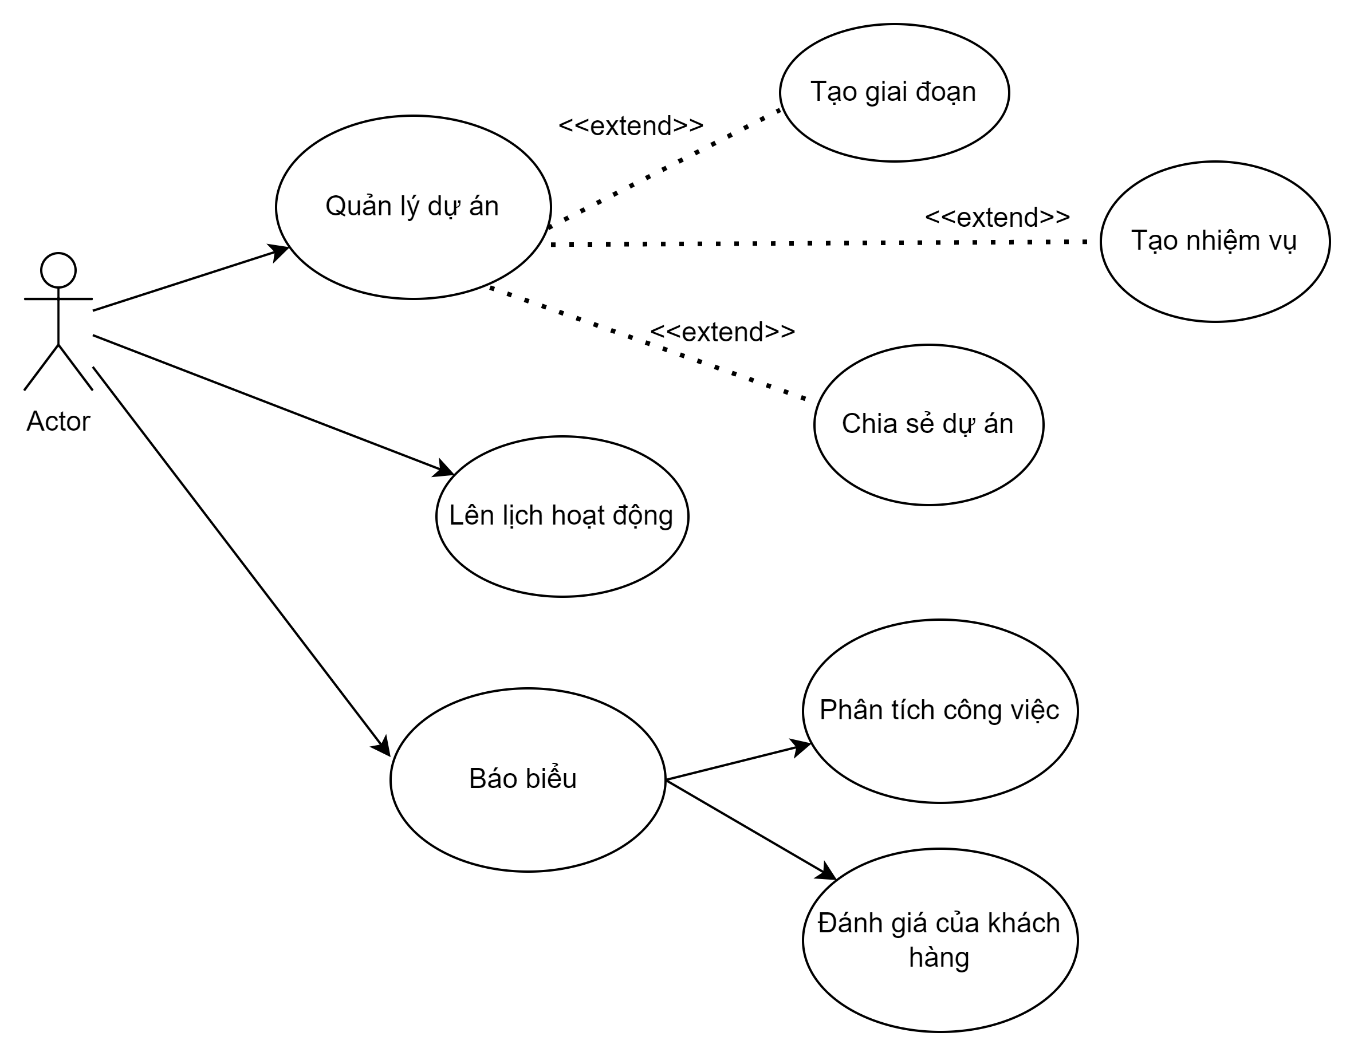 Tạo giai đoạn
<<extend>>
Quản lý dự án
<<extend>>
Tạo nhiệm vụ
<<extend>>
Actor
Chia sẻ dự án
Lên lịch hoạt động
Phân tích công việc
Báo biểu
Đánh giá của khách
hàng